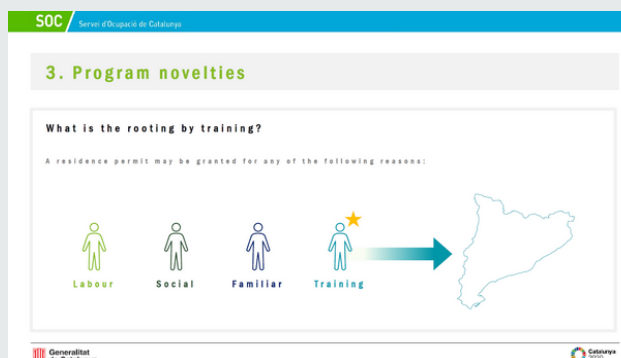 SOC Servei d'Ocupació de Catalunya
3. Program novelties
What is the rooting by training?
A residence permit may be granted for any of the following reasons:
Labour Social Familiar Training
Generalitat
Catalunya